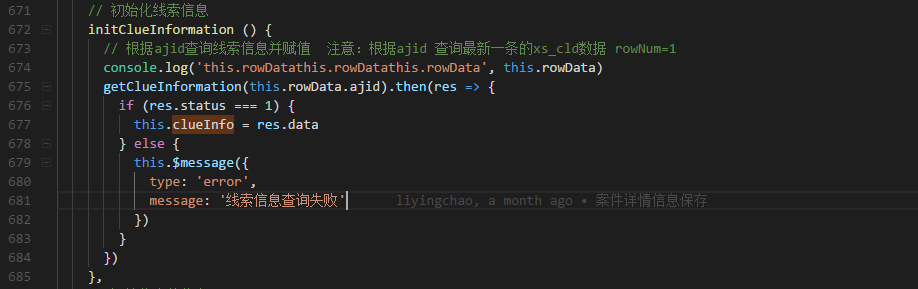 671 // 初始化线索信息
672 initClueInformation () {
673 // 根据ajid查询线索信息并赋值 注意：根据ajid 查询最新一条的xs_cld数据 rowNum=1
674 console.log('this.rowDatathis.rowDatathis.rowData', this.rowData)
675 getClueInformation(this.rowData.ajid).then(res => {
676 if (res.status === 1) {
677 this.clueInfo = res.data
678 } else {
679 this.$message({
680 type: 'error',
681 message: '线索信息查询失败' liyingchao, a month ago • 案件详情信息保存
682 })
683 }
684 })
685 },